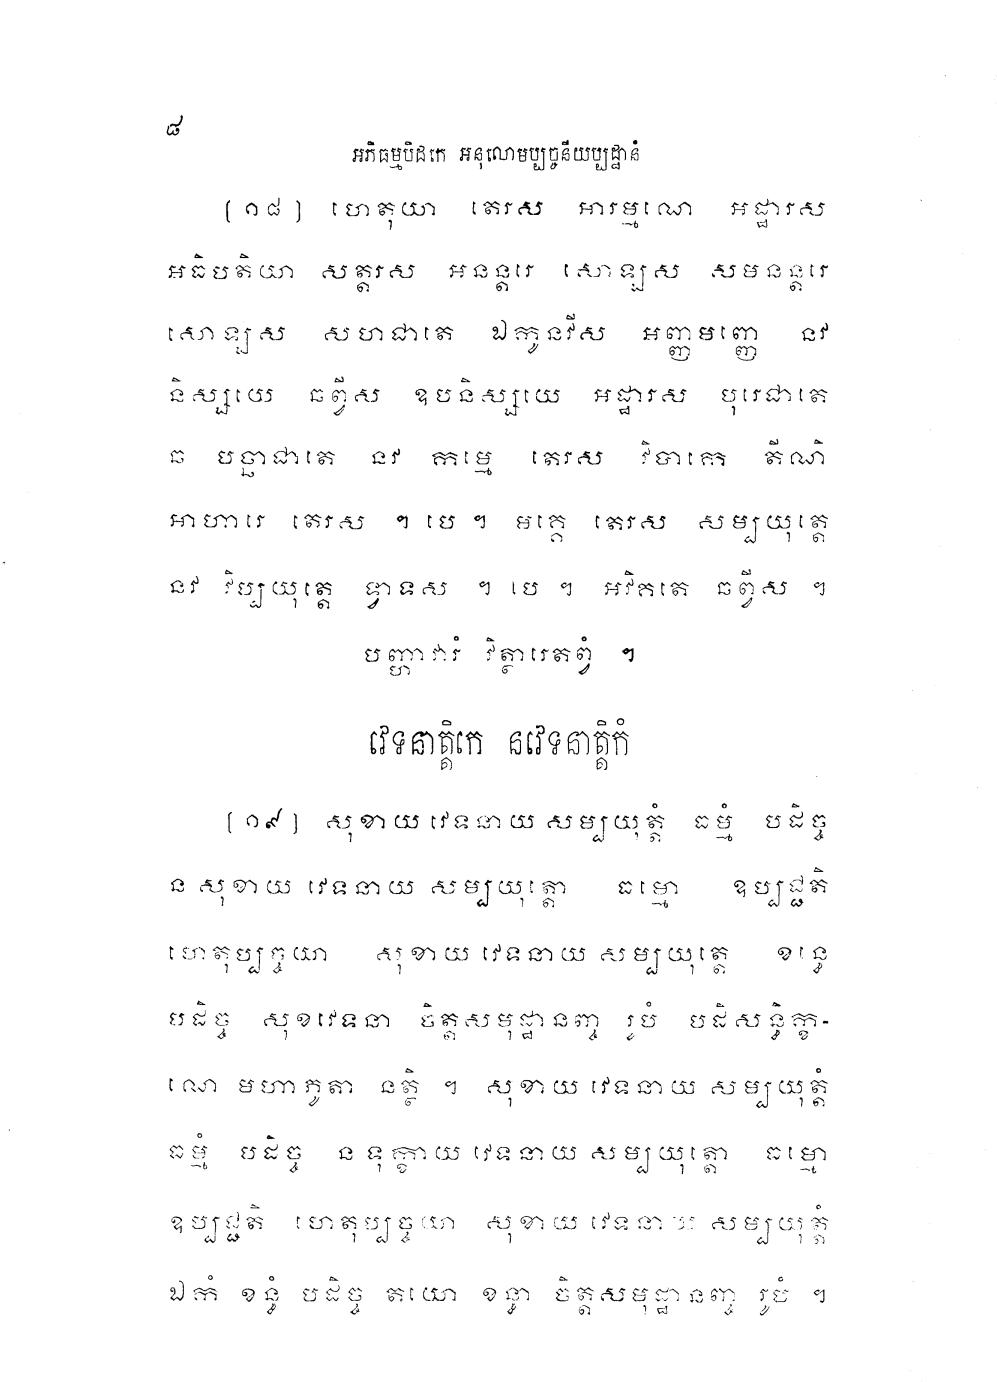 ៨
អភិធម្មបិដកេ អនុលោមប្បច្ចនីយប្បដ្ឋានំ
[១៨] ហេតុយា តេរស អារម្មណេ អដ្ឋារស
អធិបតិយា សត្តរស អនន្តរេ សោឡស សមនន្តរេ
សោឡស សហជាតេ ឯកូនវីស អញ្ញមញ្ញេ នវ
និស្សយេ ឆព្វីស ឧបនិស្សយេ អដ្ឋារស បុរេជាតេ
ឆ បច្ឆាជាតេ នវ កម្មេ តេរស វិបាកេ តីណិ
អាហារេ តេរស ។ បេ ។ មគ្គេ តេរស សម្បយុត្តេ
នវ វិប្បយុត្តេ ទ្វាទស ។ បេ ។ អវិគតេ ឆព្វីស ។
បញ្ហាវារំ វិត្ថារេតព្វំ ។
វេទនាត្តិកេ នវេទនាត្តិកំ
[១៩] សុខាយ វេទនាយ សម្បយុត្តំ ធម្មំ បដិច្ច
ន សុខាយ វេទនាយ សម្បយុត្តោ ធម្មោ ឧប្បជ្ជតិ
ហេតុប្បច្ចយា សុខាយ វេទនាយ សម្បយុត្តេ ខន្ធេ
បដិច្ច សុខវេទនា ចិត្តសមុដ្ឋានញ្ច រូបំ បដិសន្ធិក្ខ-
ណេ មហាភូតា នត្ថិ ។ សុខាយ វេទនាយ សម្បយុត្តំ
ធម្មំ បដិច្ច ន ទុក្ខាយ វេទនាយ សម្បយុត្តោ ធម្មោ
ឧប្បជ្ជតិ ហេតុប្បច្ចយា សុខាយ វេទនាយ សម្បយុត្តំ
ឯកំ ខន្ធំ បដិច្ច តយោ ខន្ធា ចិត្តសមុដ្ឋានញ្ច រូបំ ។